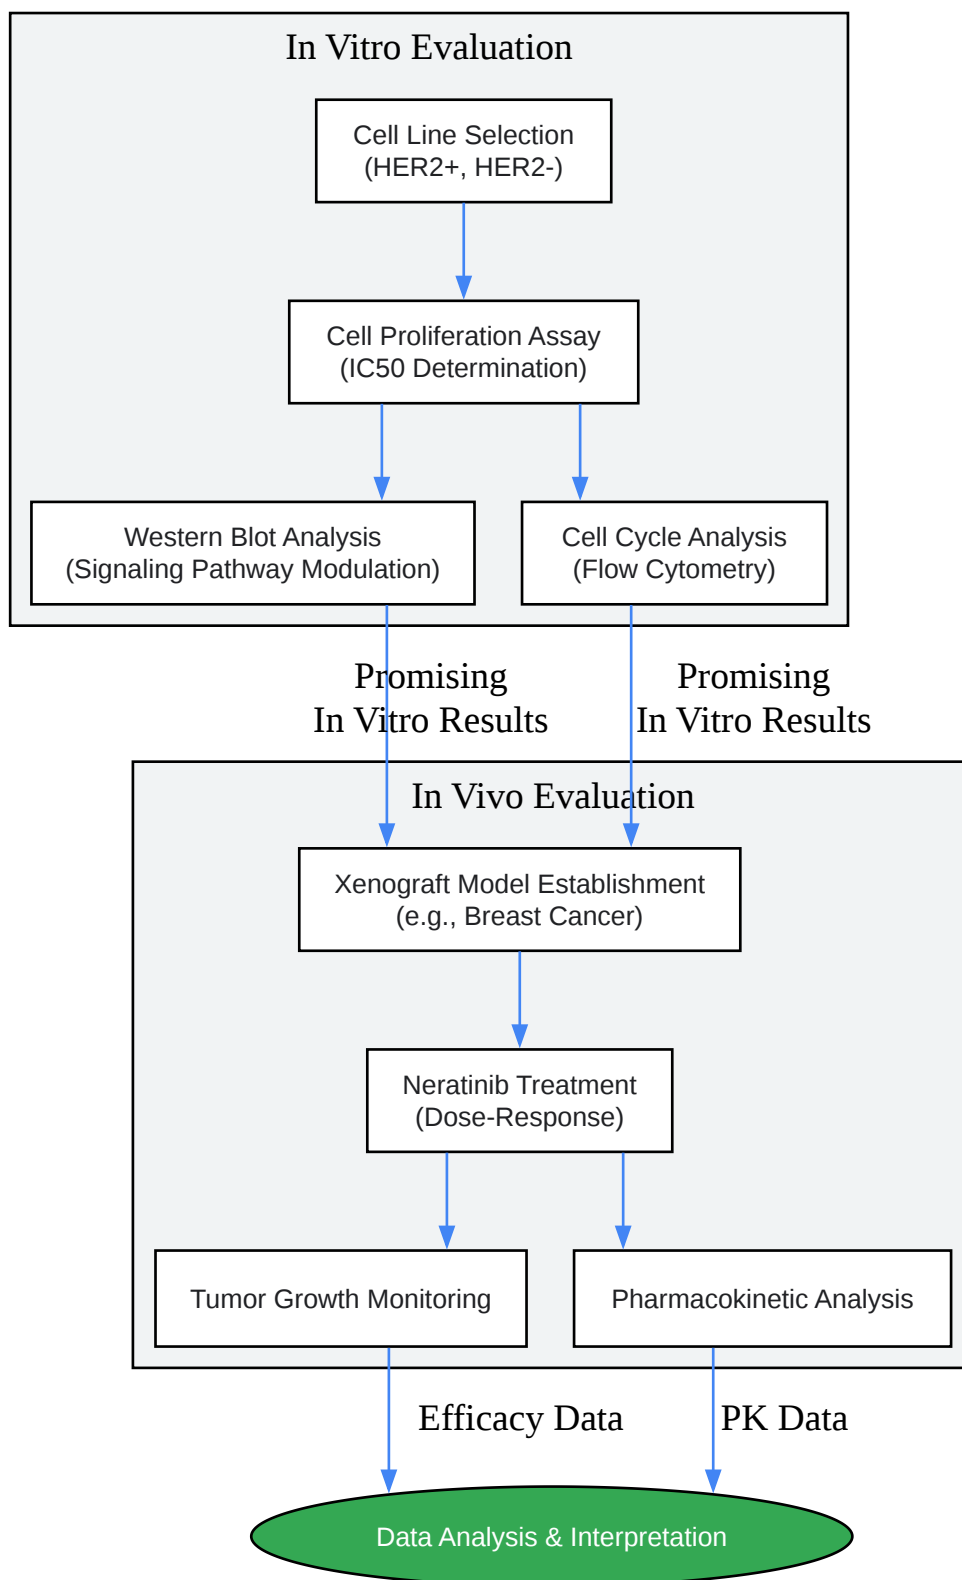 In Vitro Evaluation
Cell Line Selection
(HER2+, HER2-)
Cell Proliferation Assay
(IC50 Determination)
Western Blot Analysis
(Signaling Pathway Modulation)
Cell Cycle Analysis
(Flow Cytometry)
Promising
In Vitro Results
Promising
In Vitro Results
In Vivo Evaluation
Xenograft Model Establishment
(e.g., Breast Cancer)
Neratinib Treatment
(Dose-Response)
Tumor Growth Monitoring
Pharmacokinetic Analysis
Efficacy Data
PK Data
Data Analysis & Interpretation